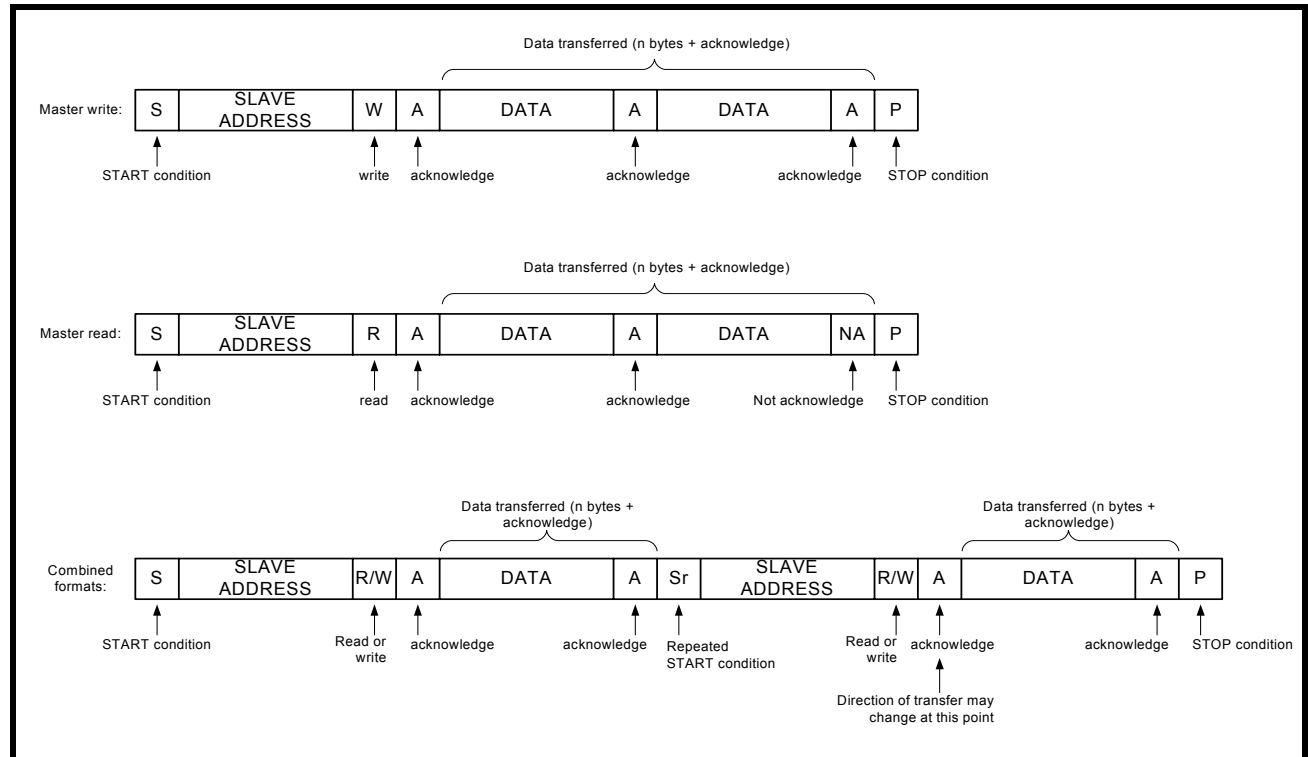 Data transferred (n bytes + acknowledge)
Master write:
S
SLAVE
ADDRESS
W
A
DATA
A
DATA
A
P
START condition
write
acknowledge
acknowledge
acknowledge
STOP condition
Data transferred (n bytes + acknowledge)
Master read:
S
SLAVE
ADDRESS
R
A
DATA
A
DATA
NA
P
START condition
read
acknowledge
acknowledge
Not acknowledge
STOP condition
Data transferred (n bytes +
acknowledge)
Data transferred (n bytes +
acknowledge)
Combined
formats:
S
SLAVE
ADDRESS
R/W
A
DATA
A
Sr
SLAVE
ADDRESS
R/W
A
DATA
A
P
START condition
Read or
write
acknowledge
acknowledge
Repeated
START condition
Read or
write
acknowledge
acknowledge
STOP condition
Direction of transfer may
change at this point